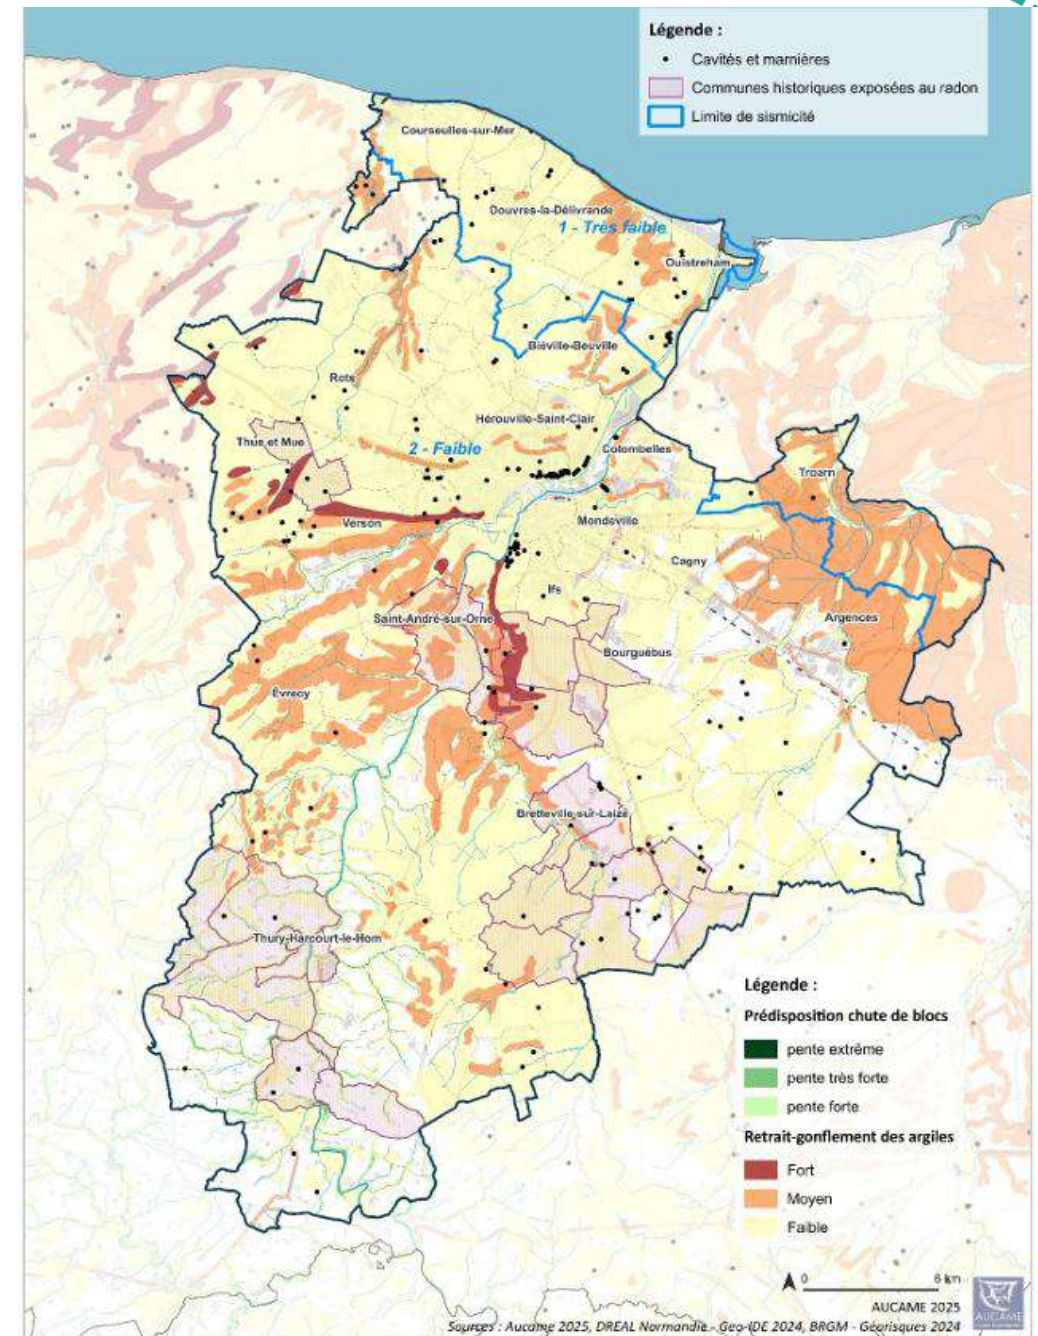 Légende :
Cavités et marnières
Communes historiques exposées au radon
Limite de sismicité
Courseulles-sur-Mer
Douvres-la-Délivrande
1 - Très faible
Ouistreham
Biéville-Beuville
Rots
Hérouville-Saint-Clair
Thue et Mue
2 - Faible
Colombelles
Troarn
Verson
Mondeville
Cagny
Ifs
Saint-André-sur-Orne
Argences
Bourguébus
Évrecy
Bretteville-sur-Laize
Thury-Harcourt-le-Hom
Légende :
Prédisposition chute de blocs
pente extrême
pente très forte
pente forte
Retrait-gonflement des argiles
Fort
Moyen
Faible
0 6 km
AUCAME 2025
AUCAME
Sources : Aucame 2025, DREAL Normandie - Geo-IDE 2024, BRGM - Géorisques 2024